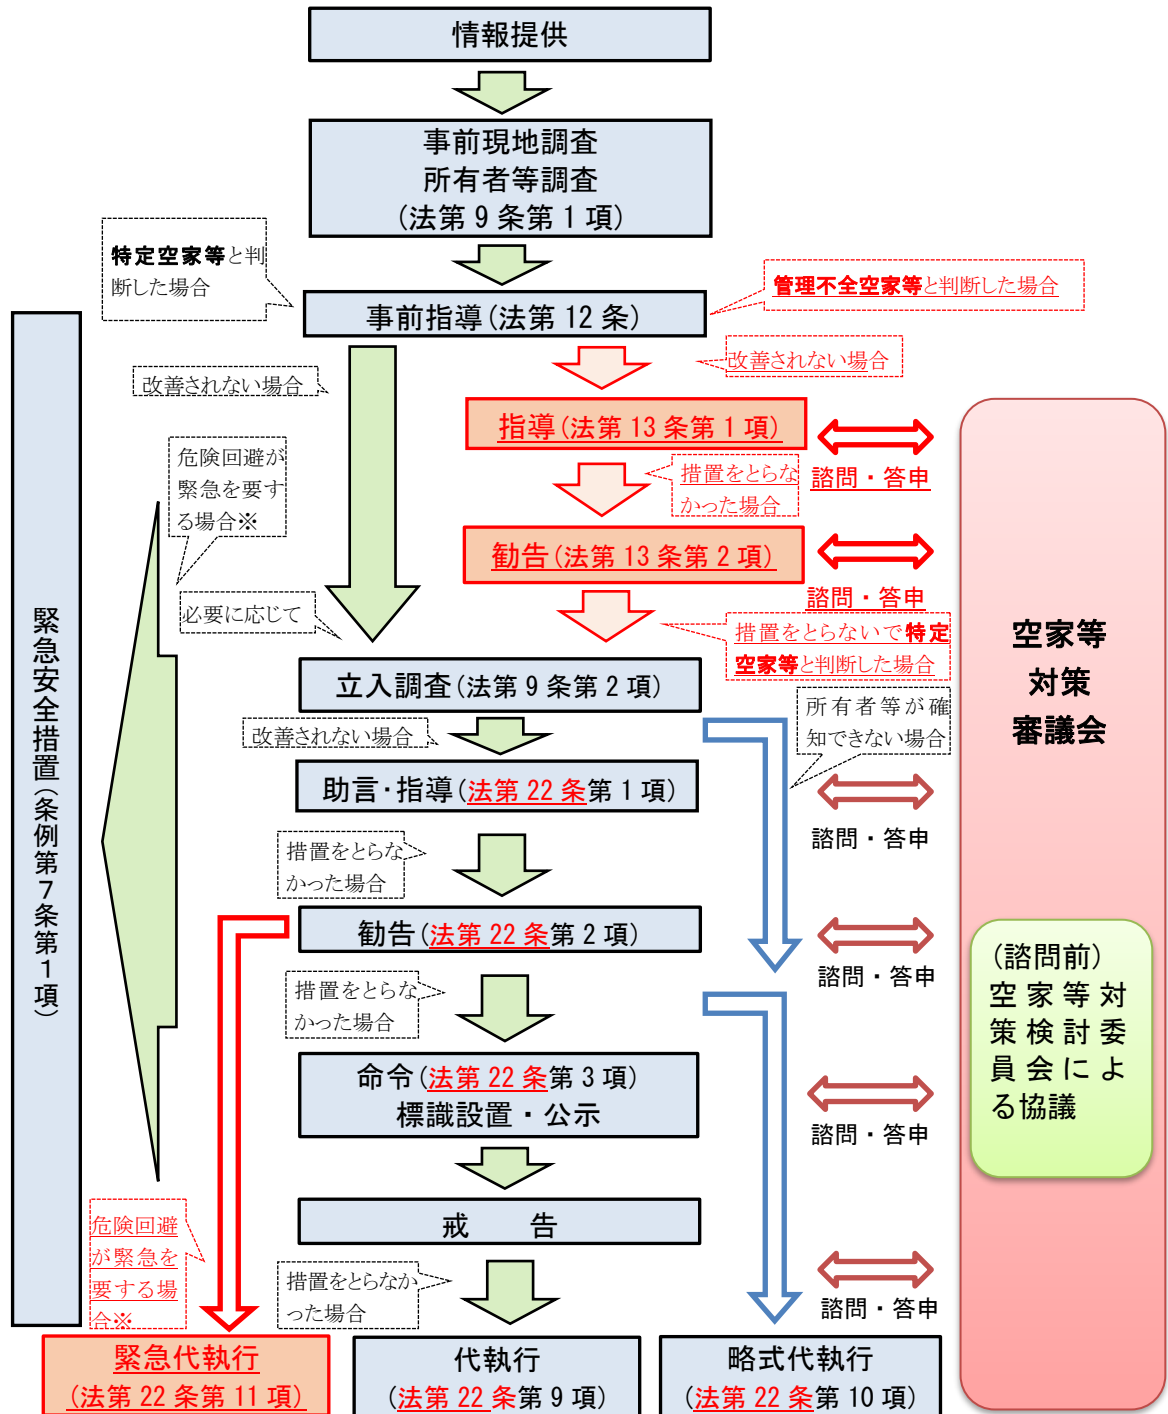 情報提供
事前現地調査
所有者等調査
(法第 9 条第 1 項)
特定空家等と判
断した場合
管理不全空家等と判断した場合
事前指導(法第 12 条)
改善されない場合
改善されない場合
指導(法第 13 条第 1 項)
諮問・答申
措置をとらな
かった場合
危険回避が
緊急を要す
る場合※
勧告(法第 13 条第 2 項)
諮問・答申
必要に応じて
措置をとらないで特定
空家等と判断した場合
緊急安全措置(条例第7条第1項)
空家等
対策
審議会
立入調査(法第 9 条第 2 項)
所有者等が確
知できない場合
改善されない場合
助言・指導(法第 22 条第 1 項)
諮問・答申
措置をとらな
かった場合
勧告(法第 22 条第 2 項)
諮問・答申
(諮問前)
空家等対
策検討委
員会によ
る協議
措置をとらな
かった場合
命令(法第 22 条第 3 項)
標識設置・公示
諮問・答申
戒　告
危険回避
が緊急を
要する場
合※
措置をとらなか
った場合
諮問・答申
緊急代執行
(法第 22 条第 11 項)
代執行
(法第 22 条第 9 項)
略式代執行
(法第 22 条第 10 項)